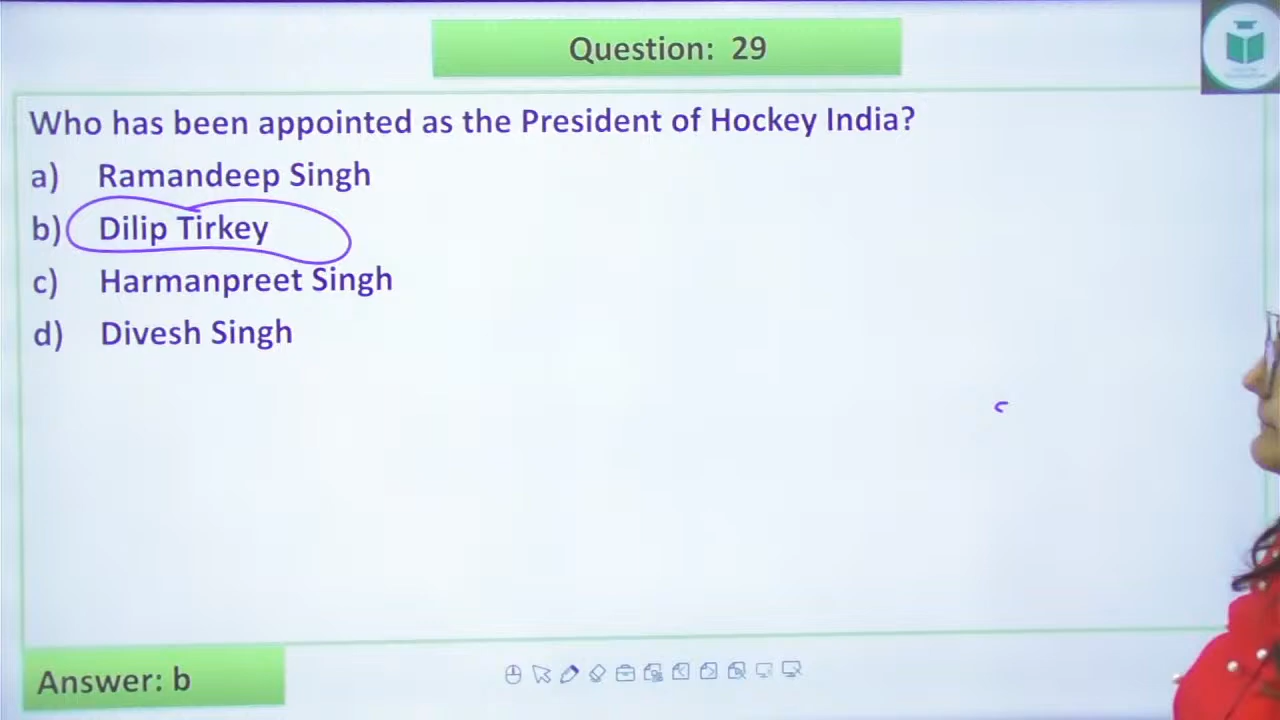 Question: 29
Who has been appointed as the President of Hockey India?
a) Ramandeep Singh
b) Dilip Tirkey
c) Harmanpreet Singh
d) Divesh Singh
Answer: b